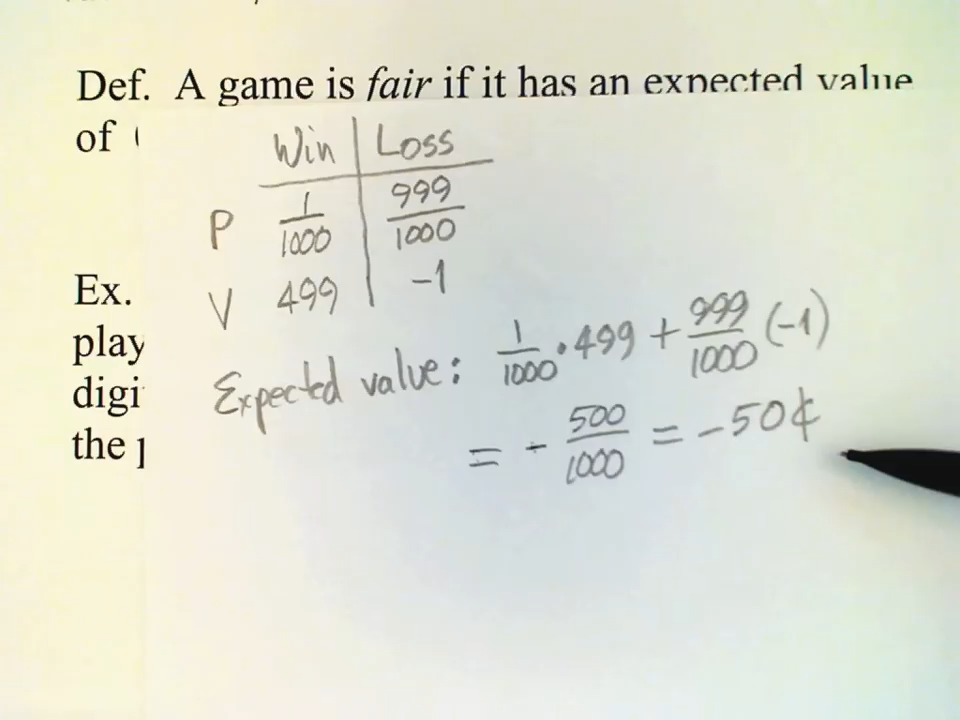 Def. A game is fair if it has an expected value
of
Win Loss
P 1/1000 999/1000
V 499 -1
Ex.
play
digi
the
Expected value: 1/1000 · 499 + 999/1000 (-1)
= - 500/1000 = -50¢